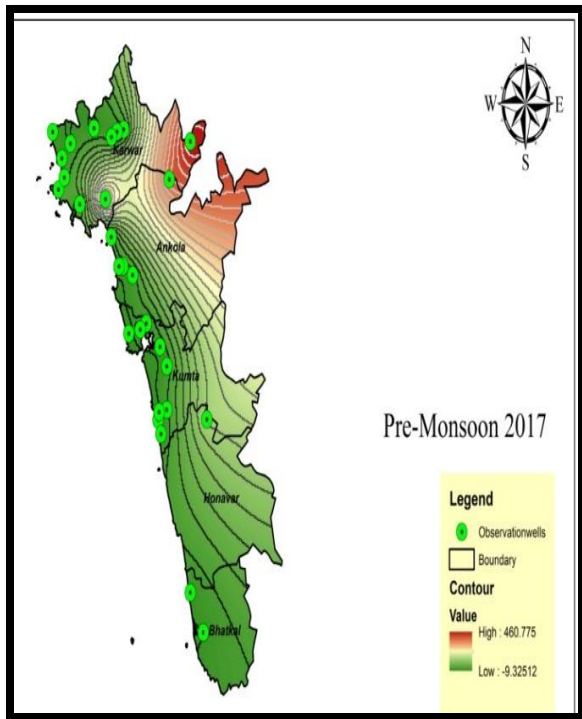 N
W E
S
Karwar
Ankola
Kumta
Pre-Monsoon 2017
Honavar
Bhatkal
Legend
Observationwells
Boundary
Contour
Value
High : 460.775
Low : -9.32512